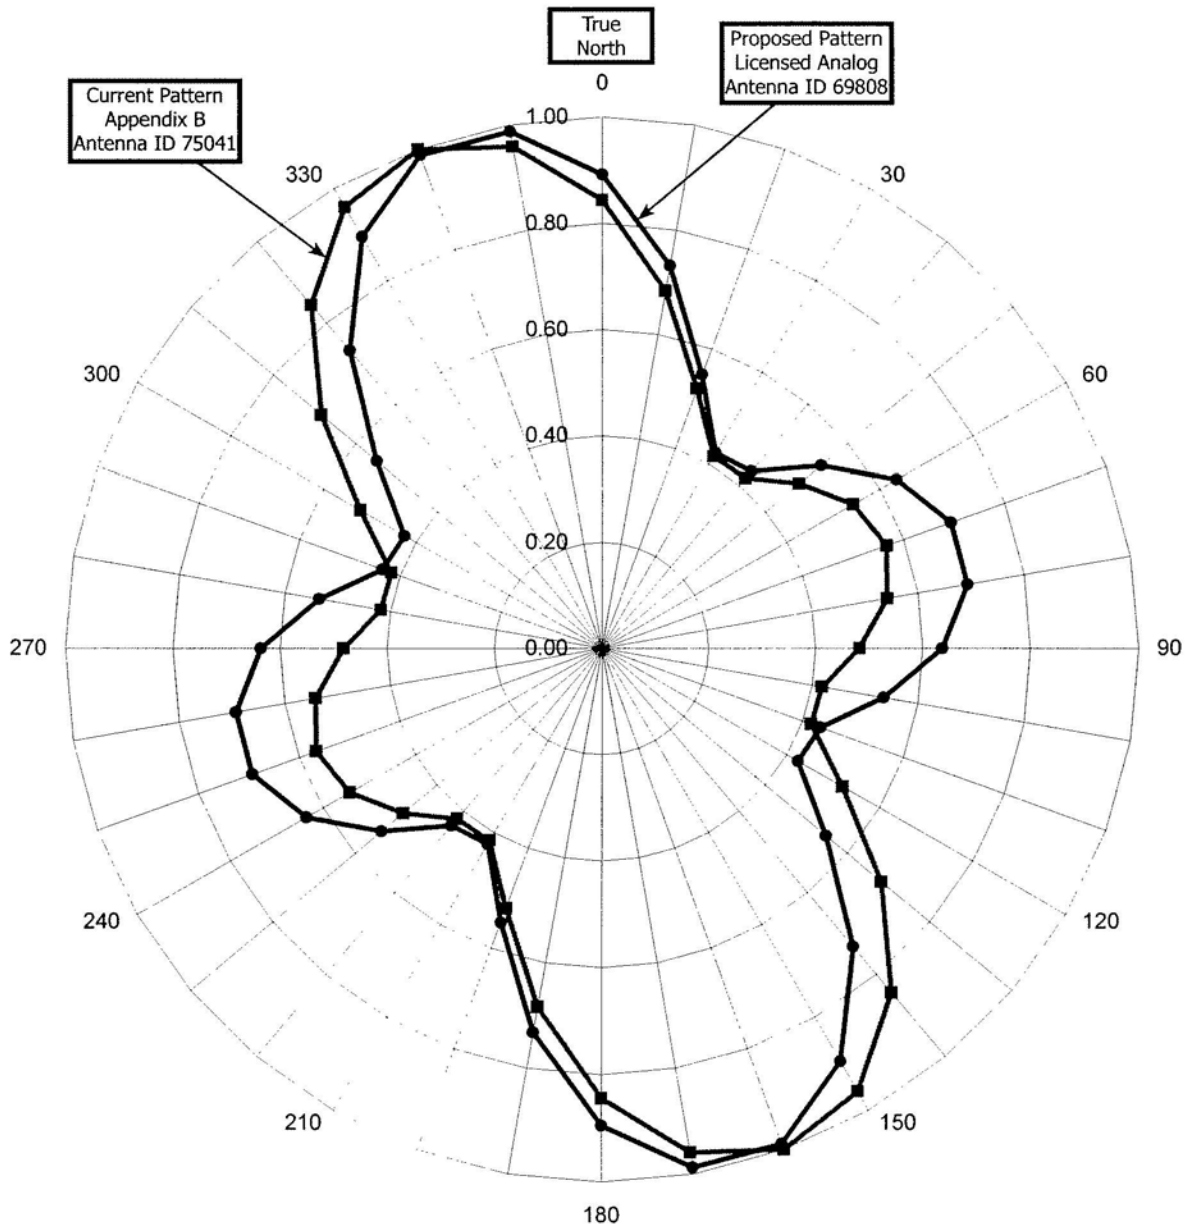 True
North
Proposed Pattern
Licensed Analog
Antenna ID 69808
Current Pattern
Appendix B
Antenna ID 75041
0
1.00
330
30
0.80
0.60
300
60
0.40
0.20
270
0.00
90
240
120
210
150
180